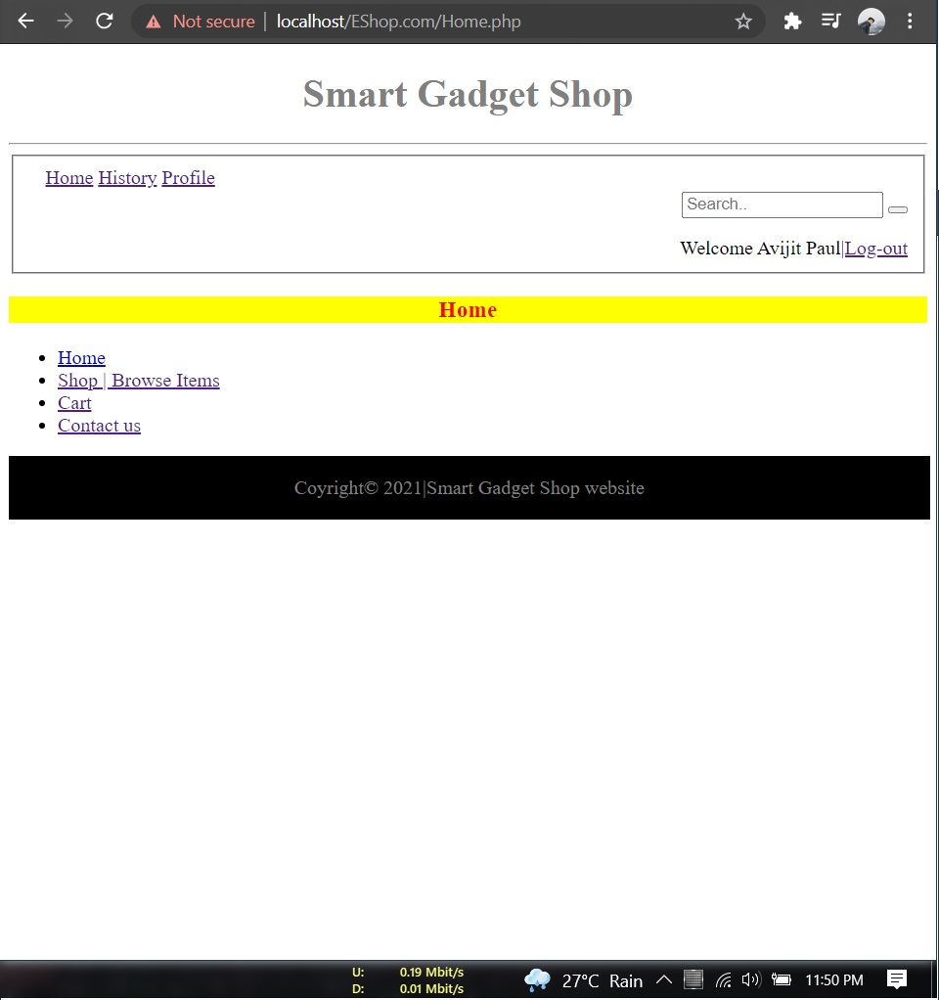 Not secure | localhost/EShop.com/Home.php
Smart Gadget Shop
Home History Profile
Search..
Welcome Avijit Paul|Log-out
Home
Home
Shop | Browse Items
Cart
Contact us
Coyright© 2021|Smart Gadget Shop website
U: 0.19 Mbit/s
D: 0.01 Mbit/s
27°C Rain
11:50 PM